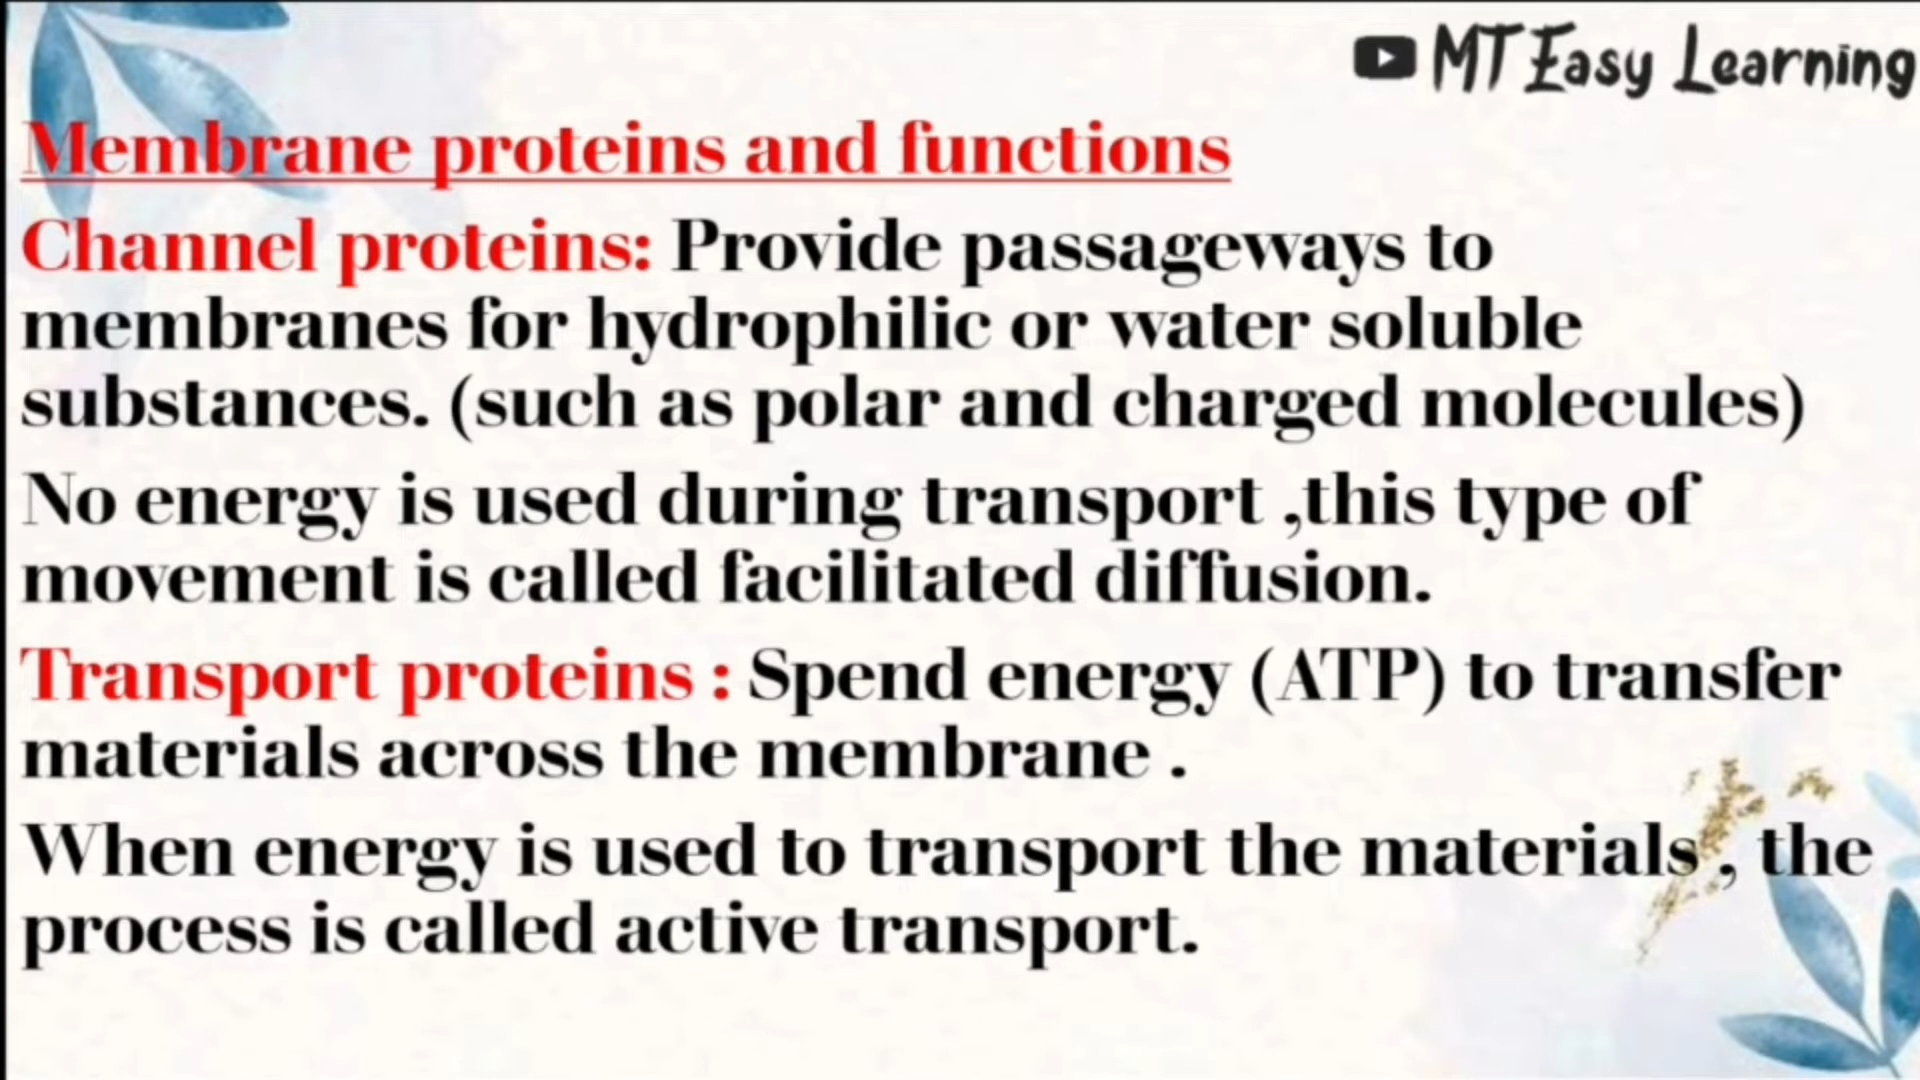 MT Easy Learning
Membrane proteins and functions
Channel proteins: Provide passageways to
membranes for hydrophilic or water soluble
substances. (such as polar and charged molecules)
No energy is used during transport ,this type of
movement is called facilitated diffusion.
Transport proteins : Spend energy (ATP) to transfer
materials across the membrane .
When energy is used to transport the materials , the
process is called active transport.